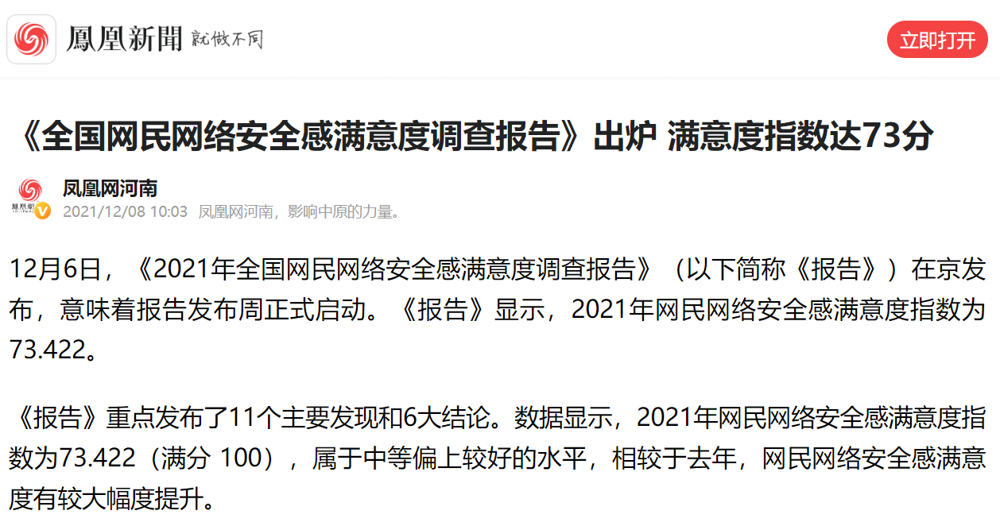 鳳凰新聞 就做不同
立即打开
《全国网民网络安全感满意度调查报告》出炉 满意度指数达73分
凤凰网河南
2021/12/08 10:03 凤凰网河南，影响中原的力量。
12月6日，《2021年全国网民网络安全感满意度调查报告》（以下简称《报告》）在京发
布，意味着报告发布周正式启动。《报告》显示，2021年网民网络安全感满意度指数为
73.422。
《报告》重点发布了11个主要发现和6大结论。数据显示，2021年网民网络安全感满意度指
数为73.422（满分 100），属于中等偏上较好的水平，相较于去年，网民网络安全感满意
度有较大幅度提升。